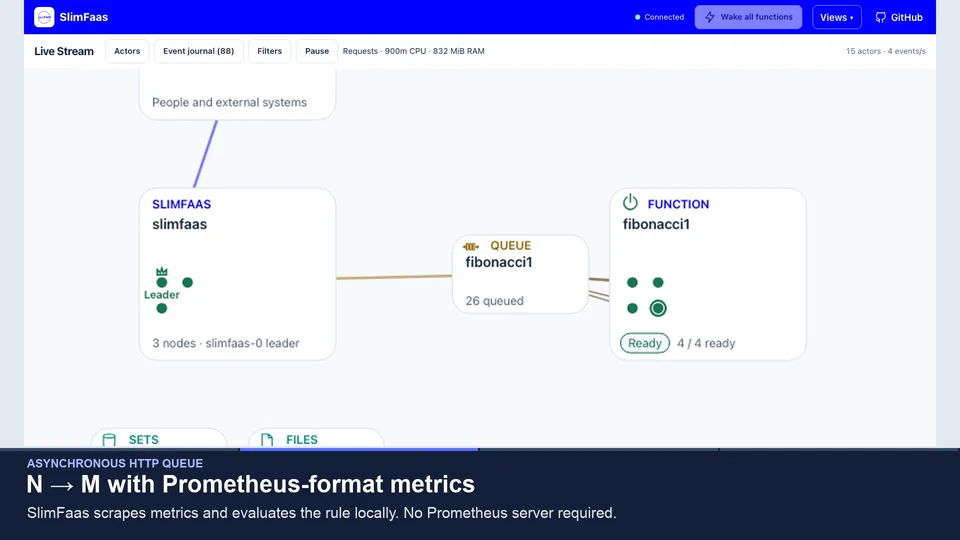 SlimFaas
Connected
Wake all functions
Views ▾
GitHub
Live Stream
Actors
Event journal (88)
Filters
Pause
Requests · 900m CPU · 832 MiB RAM
15 actors · 4 events/s
People and external systems
SLIMFAAS
slimfaas
Leader
3 nodes · slimfaas-0 leader
QUEUE
fibonacci1
26 queued
FUNCTION
fibonacci1
Ready
4 / 4 ready
SETS
FILES
ASYNCHRONOUS HTTP QUEUE
N → M with Prometheus-format metrics
SlimFaas scrapes metrics and evaluates the rule locally. No Prometheus server required.